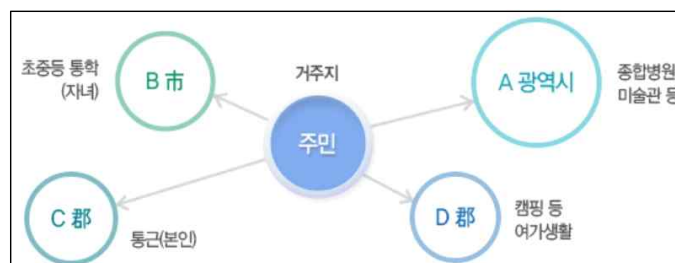 초중등 통학
(자녀)
B 市
거주지
A 광역시
종합병원
미술관 등
주민
C 郡
통근(본인)
D 郡
캠핑 등
여가생활